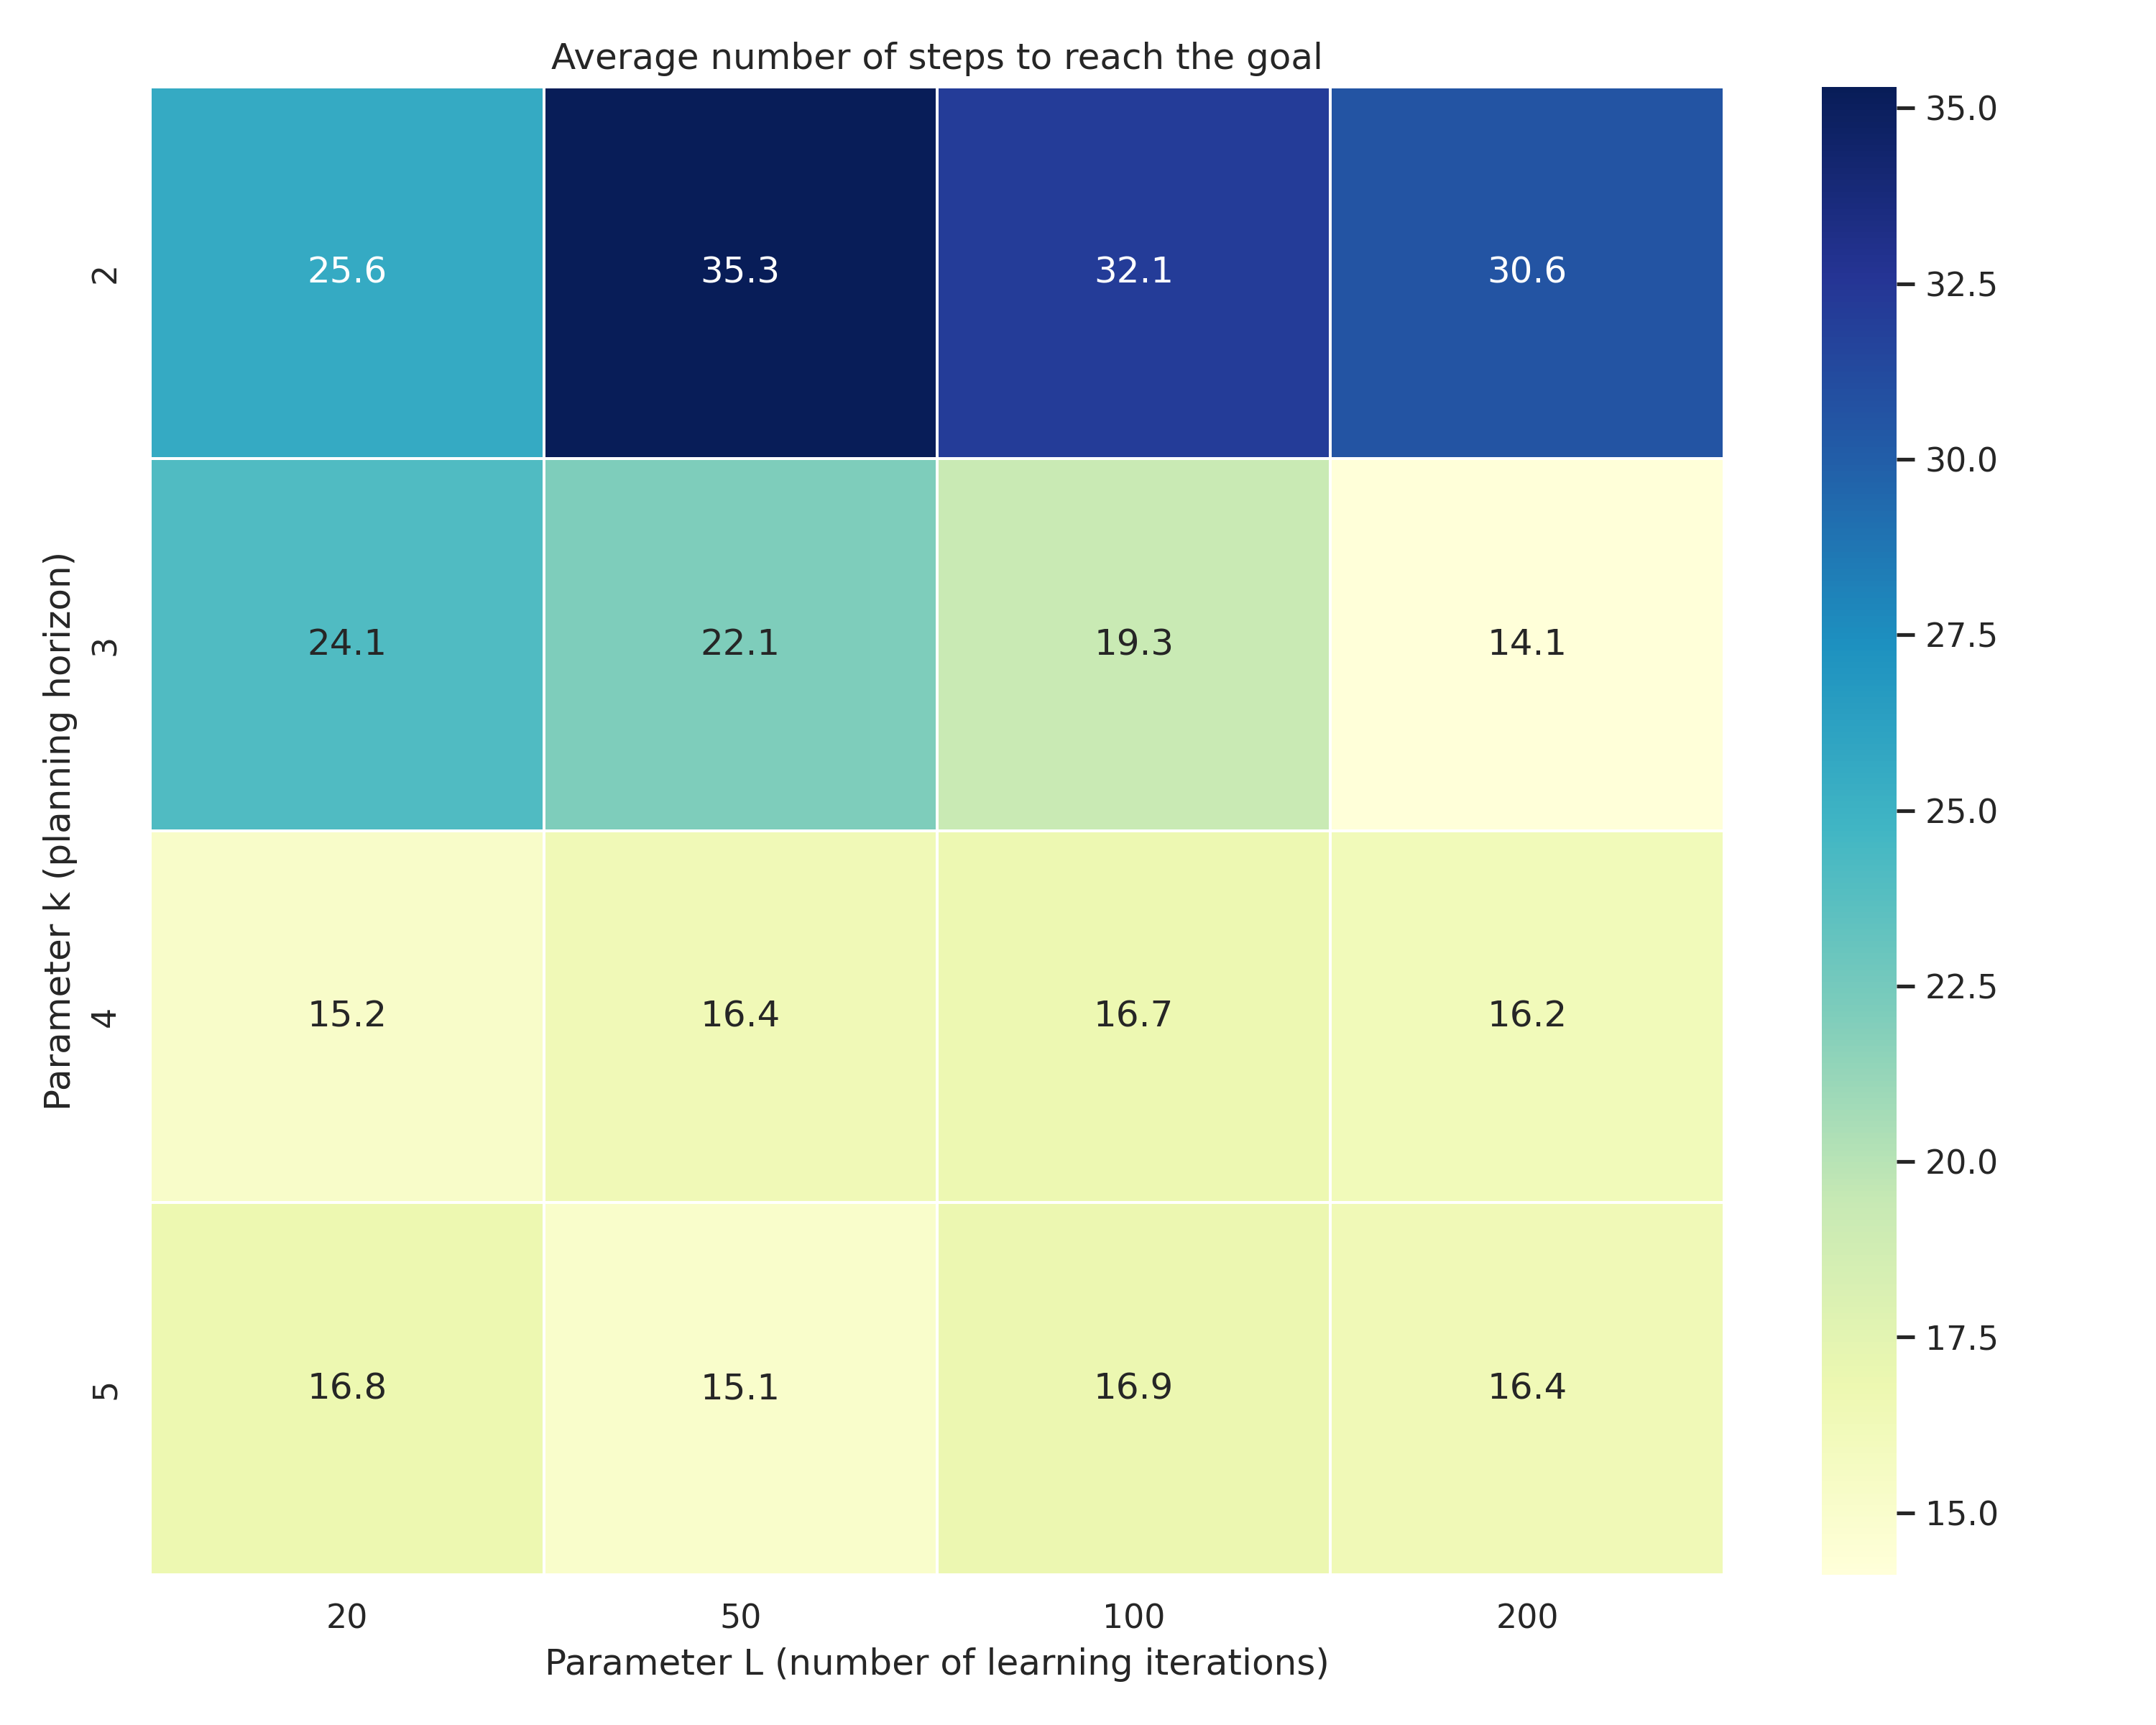 Average number of steps to reach the goal
Parameter k (planning horizon)
2
25.6 35.3 32.1 30.6
3
24.1 22.1 19.3 14.1
4
15.2 16.4 16.7 16.2
5
16.8 15.1 16.9 16.4
20 50 100 200
Parameter L (number of learning iterations)
35.0
32.5
30.0
27.5
25.0
22.5
20.0
17.5
15.0